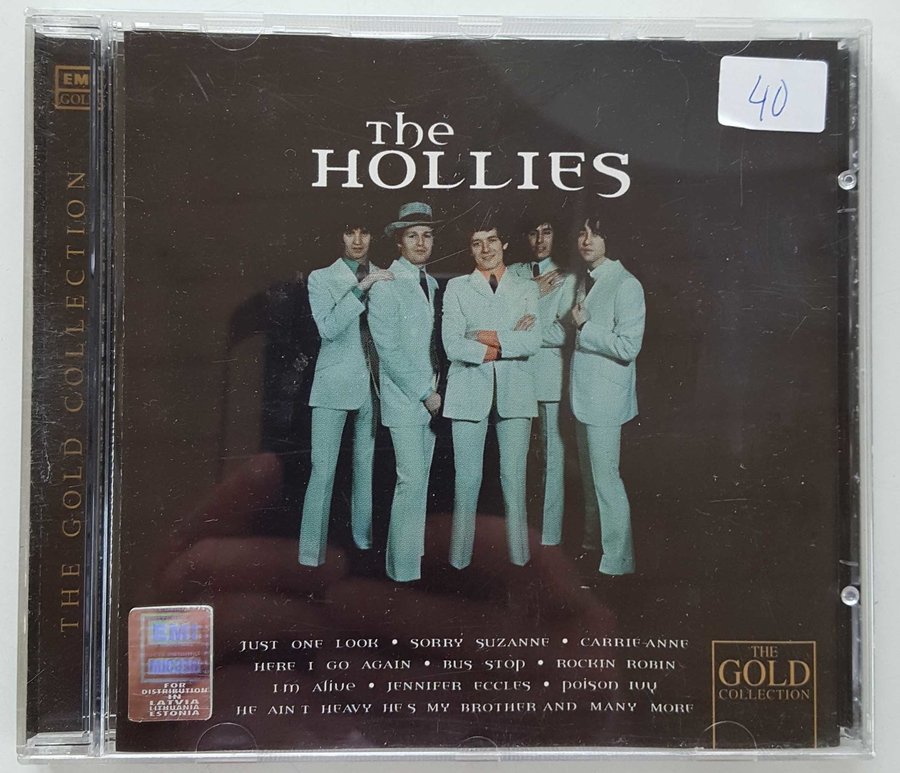 EMI
GOLD
THE GOLD COLLECTION
40
The
HOLLIES
JUST ONE LOOK • SORRY SUZANNE • CARRIE-ANNE
HERE I GO AGAIN • BUS STOP • ROCKIN ROBIN
I'M ALIVE • JENNIFER ECCLES • POISON IVY
HE AIN'T HEAVY HE'S MY BROTHER AND MANY MORE
EMI
FOR
DISTRIBUTION
IN
LATVIA
LITHUANIA
ESTONIA
THE
GOLD
COLLECTION